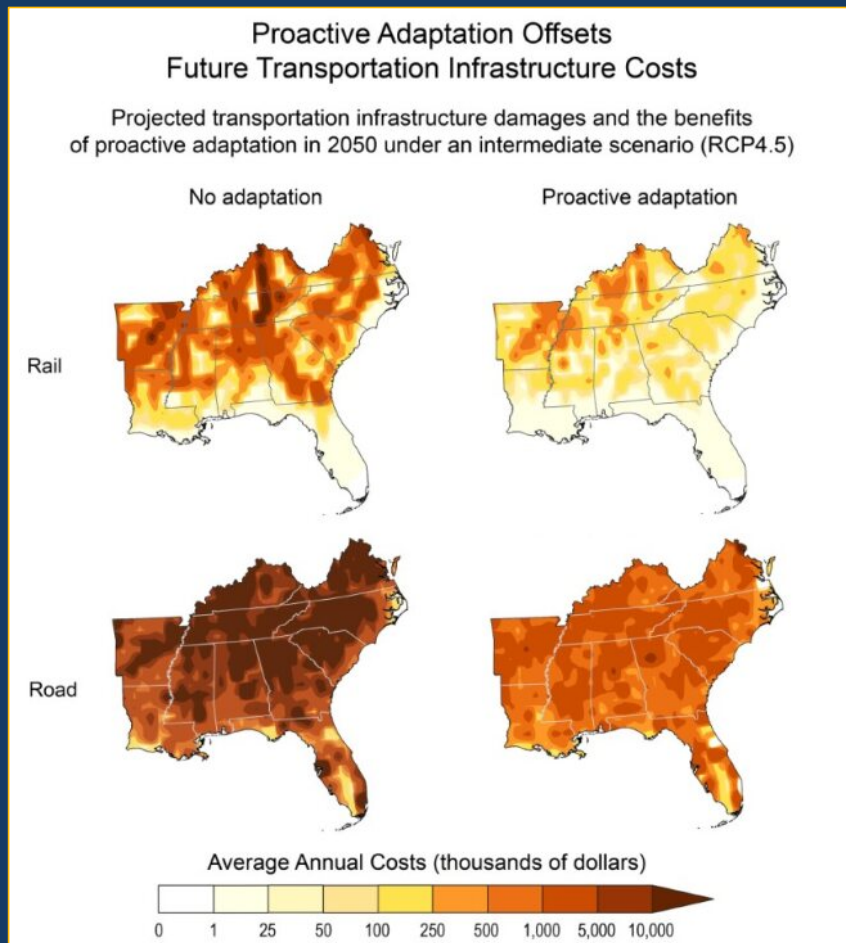 Proactive Adaptation Offsets
Future Transportation Infrastructure Costs
Projected transportation infrastructure damages and the benefits
of proactive adaptation in 2050 under an intermediate scenario (RCP4.5)
No adaptation
Proactive adaptation
Rail
Road
Average Annual Costs (thousands of dollars)
0 1 25 50 100 250 500 1,000 5,000 10,000